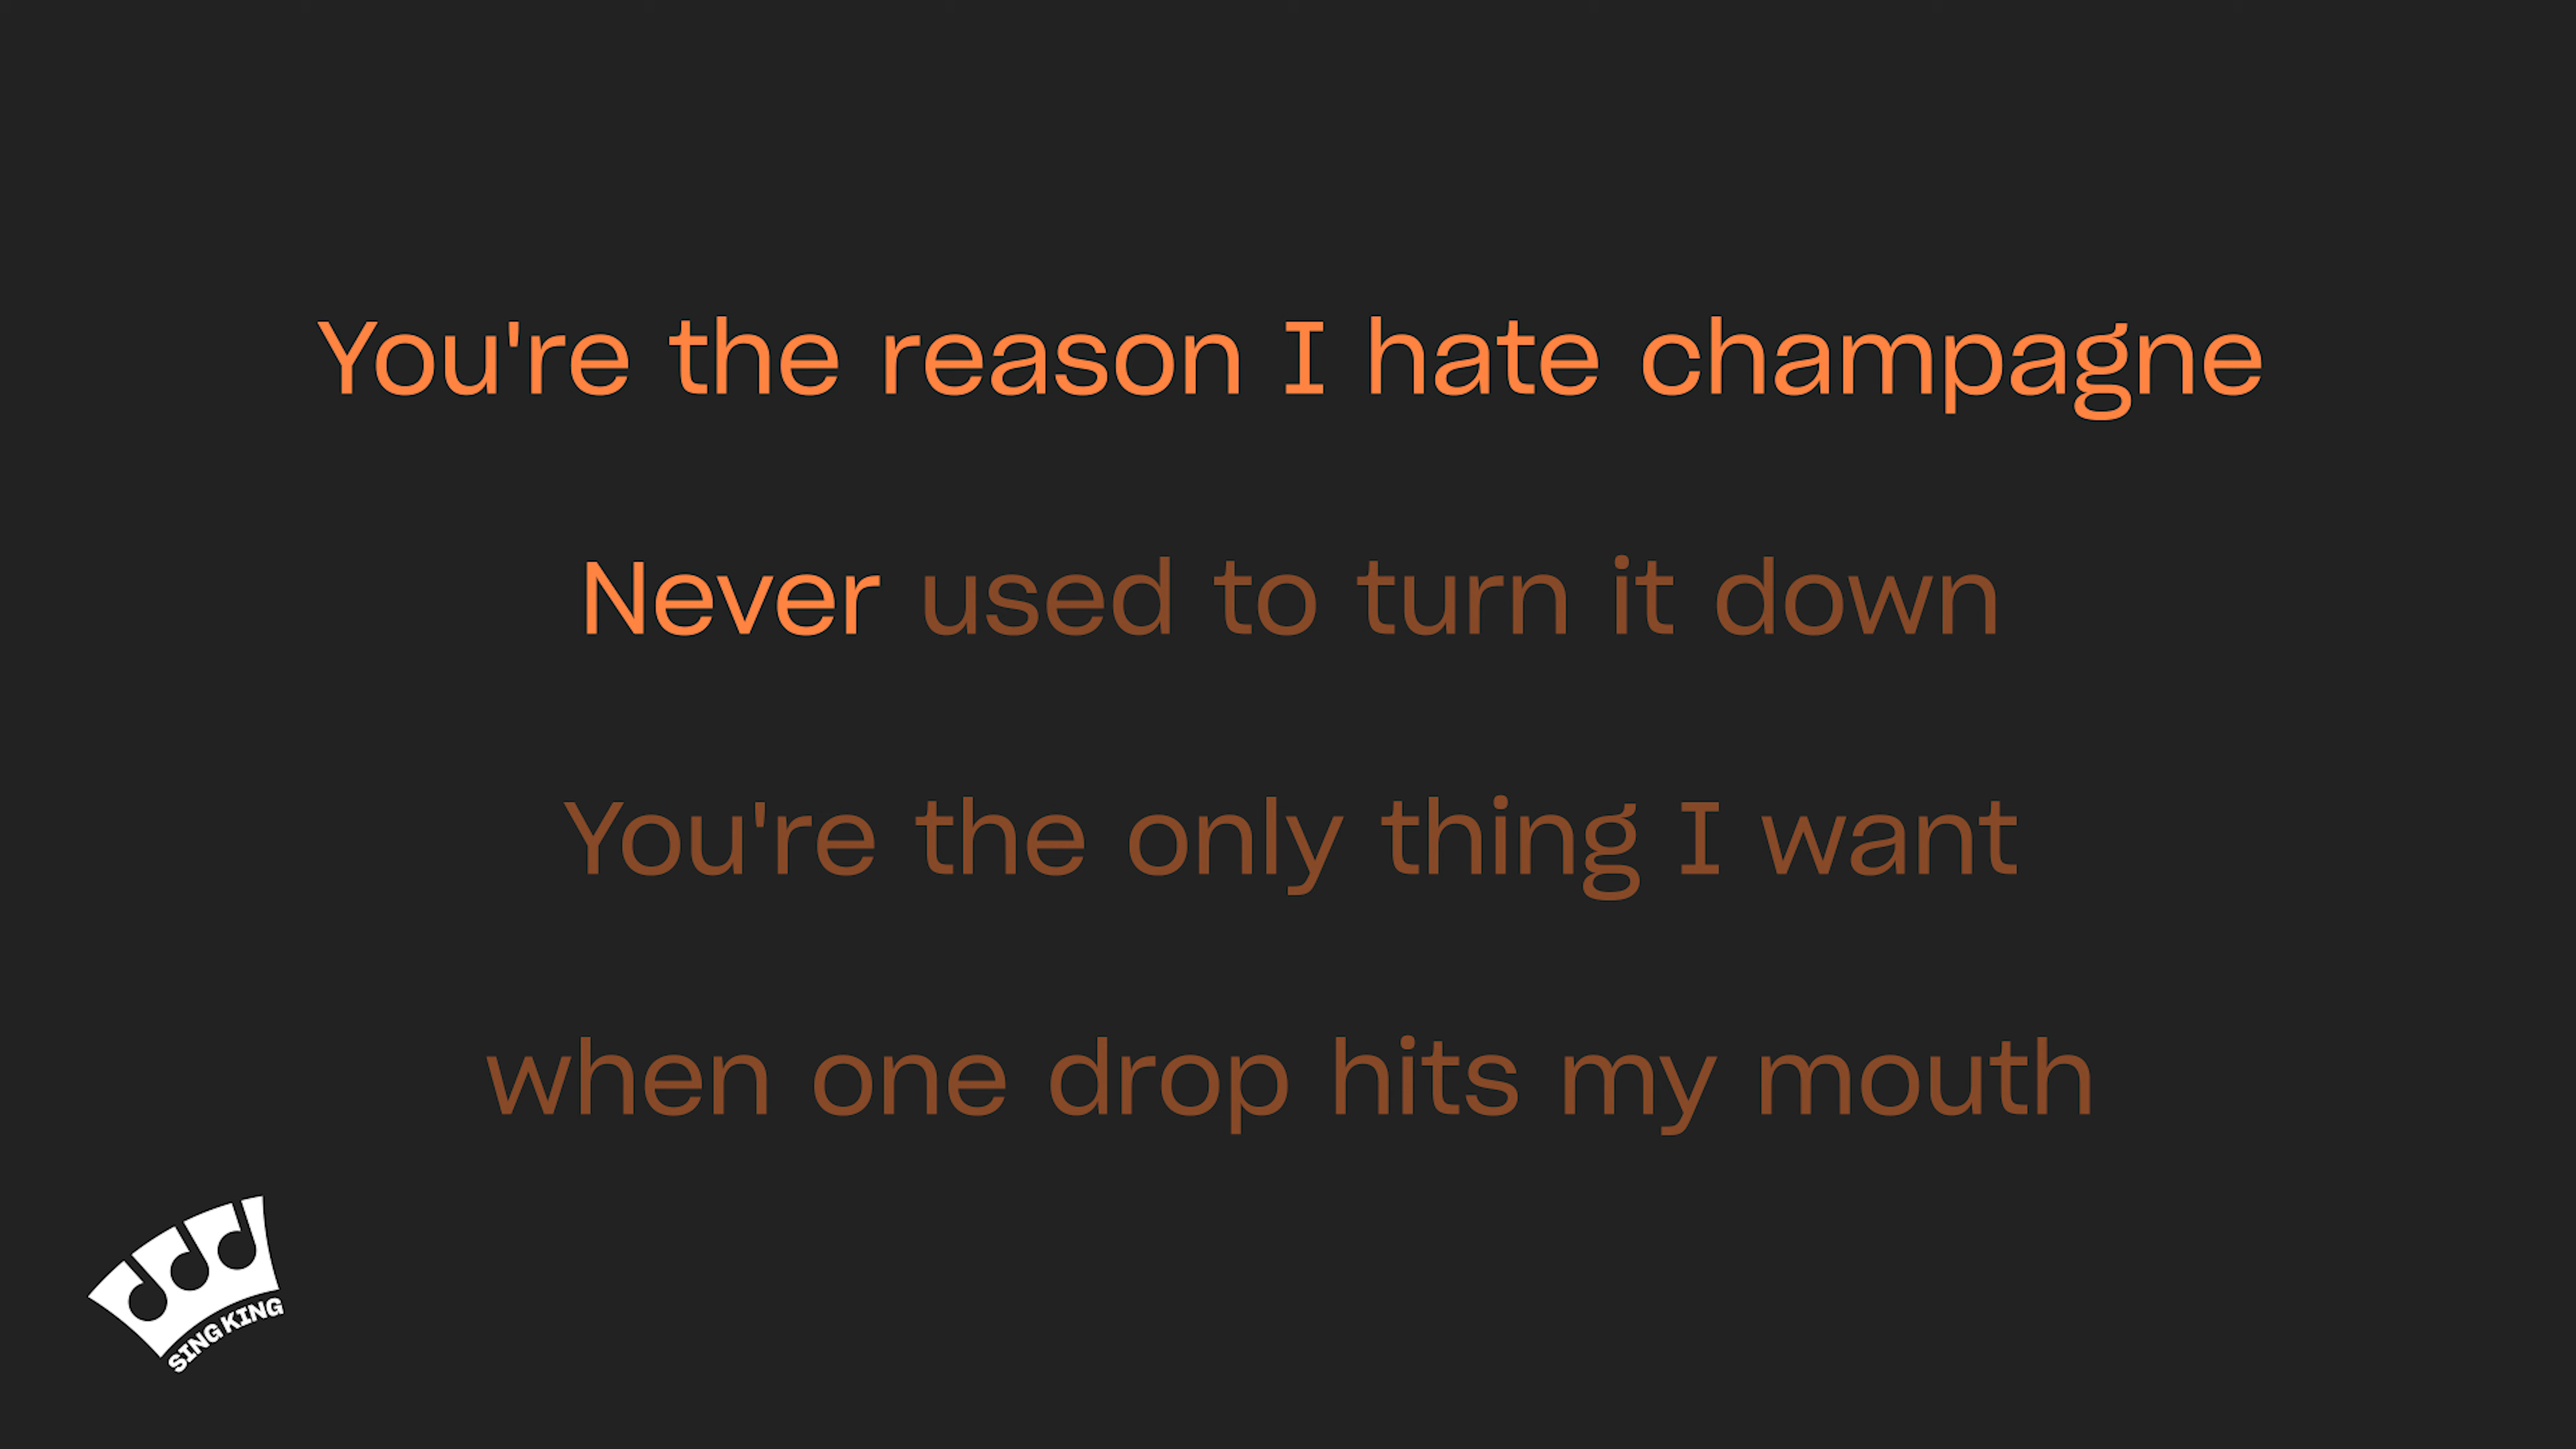 You're the reason I hate champagne
Never used to turn it down
You're the only thing I want
when one drop hits my mouth
SING KING